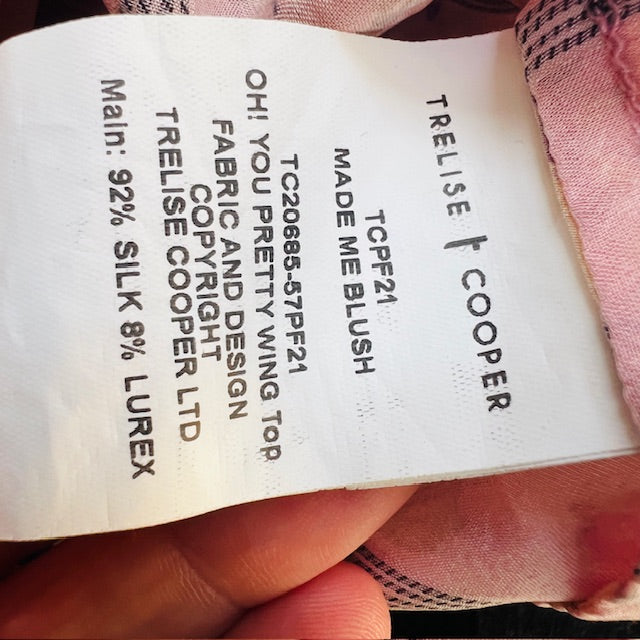 TRELISE COOPER
TCPF21
MADE ME BLUSH
TC20685-57PF21
OH! YOU PRETTY WING Top
FABRIC AND DESIGN
COPYRIGHT
TRELISE COOPER LTD
Main: 92% SILK 8% LUREX